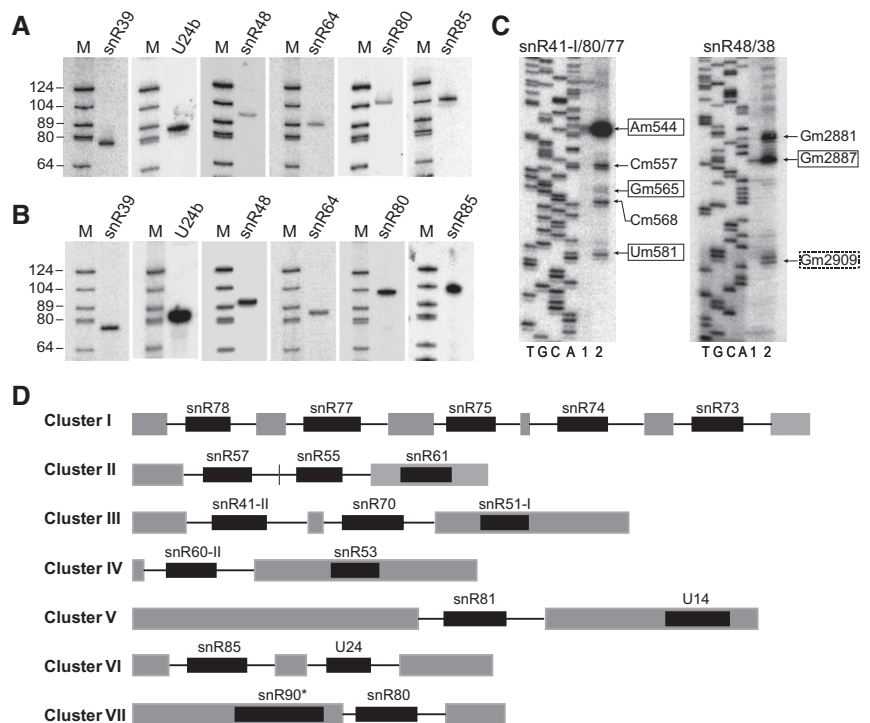 A
M snR39 M U24b M snR48 M snR64 M snR80 M snR85
124
104
89
80
64
B
M snR39 M U24b M snR48 M snR64 M snR80 M snR85
124
104
89
80
64
C
snR41-I/80/77
Am544
Cm557
Gm565
Cm568
Um581
T G C A 1 2
snR48/38
Gm2881
Gm2887
Gm2909
T G C A 1 2
D
Cluster I snR78 snR77 snR75 snR74 snR73
Cluster II snR57 snR55 snR61
Cluster III snR41-II snR70 snR51-I
Cluster IV snR60-II snR53
Cluster V snR81 U14
Cluster VI snR85 U24
Cluster VII snR90* snR80